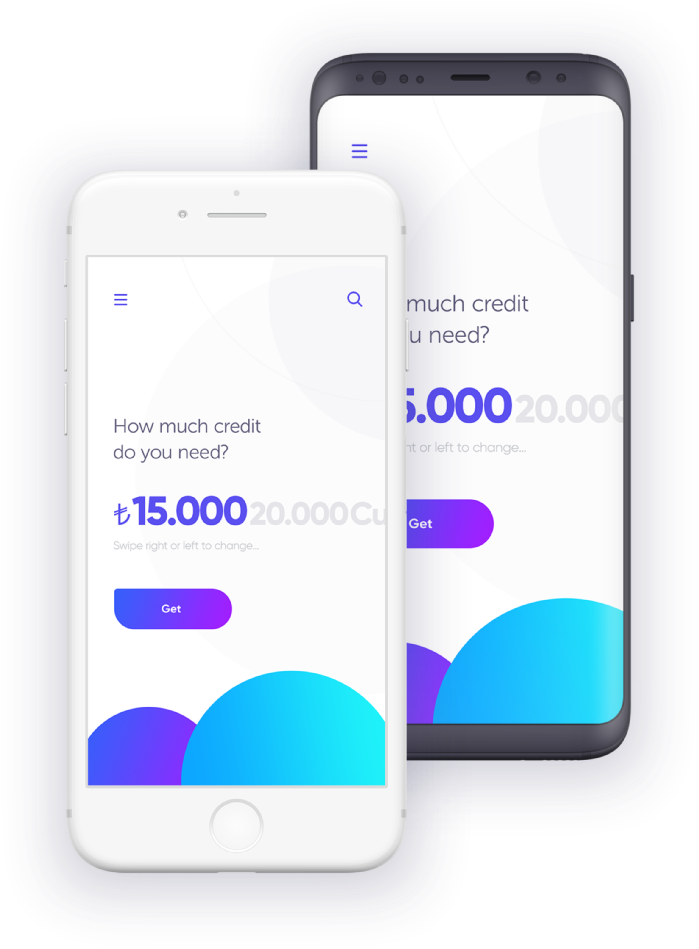 How much credit
do you need?
₺15.000 20.000 Cu
Swipe right or left to change...
Get
much credit
u need?
5.000 20.000
ht or left to change...
Get